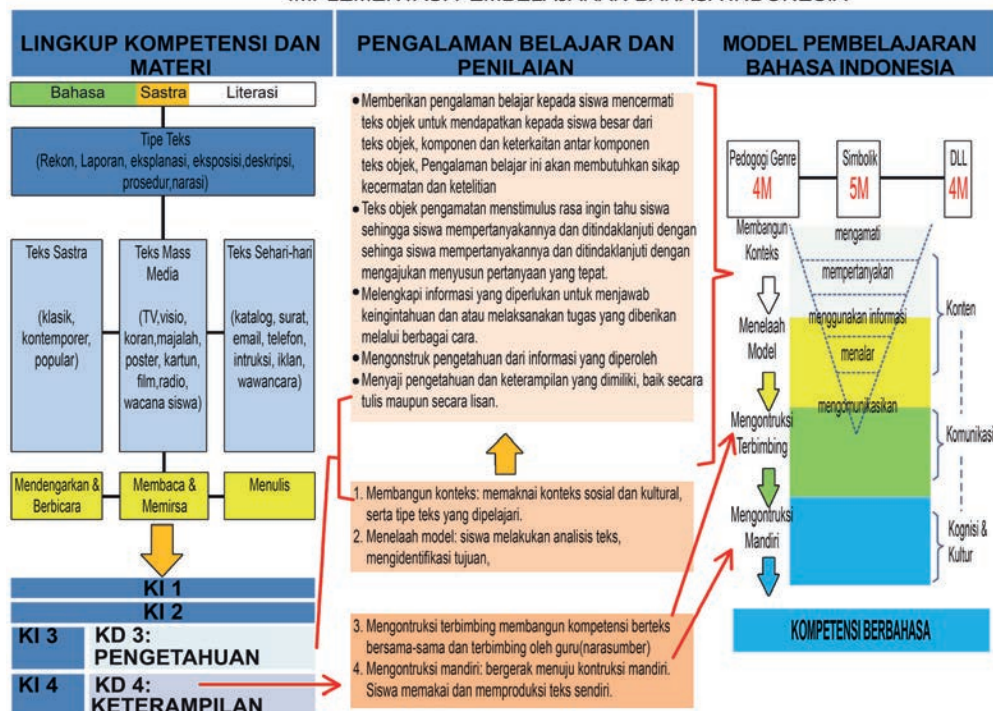 IMPLEMENTASI PEMBELAJARAN BAHASA INDONESIA
LINGKUP KOMPETENSI DAN
MATERI
Bahasa
Sastra
Literasi
Tipe Teks
(Rekon, Laporan, eksplanasi, eksposisi,deskripsi,
prosedur,narasi)
Teks Sastra
(klasik,
kontemporer,
popular)
Teks Mass
Media
(TV,visio,
koran,majalah,
poster, kartun,
film,radio,
wacana siswa)
Teks Sehari-hari
(katalog, surat,
email, telefon,
intruksi, iklan,
wawancara)
Mendengarkan &
Berbicara
Membaca &
Memirsa
Menulis
KI 1
KI 2
KI 3
KD 3:
PENGETAHUAN
KI 4
KD 4:
KETERAMPILAN
PENGALAMAN BELAJAR DAN
PENILAIAN
• Memberikan pengalaman belajar kepada siswa mencermati
teks objek untuk mendapatkan kepada siswa besar dari
teks objek, komponen dan keterkaitan antar komponen
teks objek, Pengalaman belajar ini akan membutuhkan sikap
kecermatan dan ketelitian
• Teks objek pengamatan menstimulus rasa ingin tahu siswa
sehingga siswa mempertanyakannya dan ditindaklanjuti dengan
sehinga siswa mempertanyakannya dan ditindaklanjuti dengan
mengajukan menyusun pertanyaan yang tepat.
• Melengkapi informasi yang diperlukan untuk menjawab
keingintahuan dan atau melaksanakan tugas yang diberikan
melalui berbagai cara.
• Mengonstruk pengetahuan dari informasi yang diperoleh
• Menyaji pengetahuan dan keterampilan yang dimiliki, baik secara
tulis maupun secara lisan.
1. Membangun konteks: memaknai konteks sosial dan kultural,
serta tipe teks yang dipelajari.
2. Menelaah model: siswa melakukan analisis teks,
mengidentifikasi tujuan,
3. Mengontruksi terbimbing membangun kompetensi berteks
bersama-sama dan terbimbing oleh guru(narasumber)
4. Mengontruksi mandiri: bergerak menuju kontruksi mandiri.
Siswa memakai dan memproduksi teks sendiri.
MODEL PEMBELAJARAN
BAHASA INDONESIA
Pedagogi Genre
4M
Simbolik
5M
DLL
4M
Membangun
Konteks
Menelaah
Model
Mengontruksi
Terbimbing
Mengontruksi
Mandiri
mengamati
mempertanyakan
menggunakan informasi
menalar
mengomunikasikan
Konten
Komunikasi
Kognisi &
Kultur
KOMPETENSI BERBAHASA